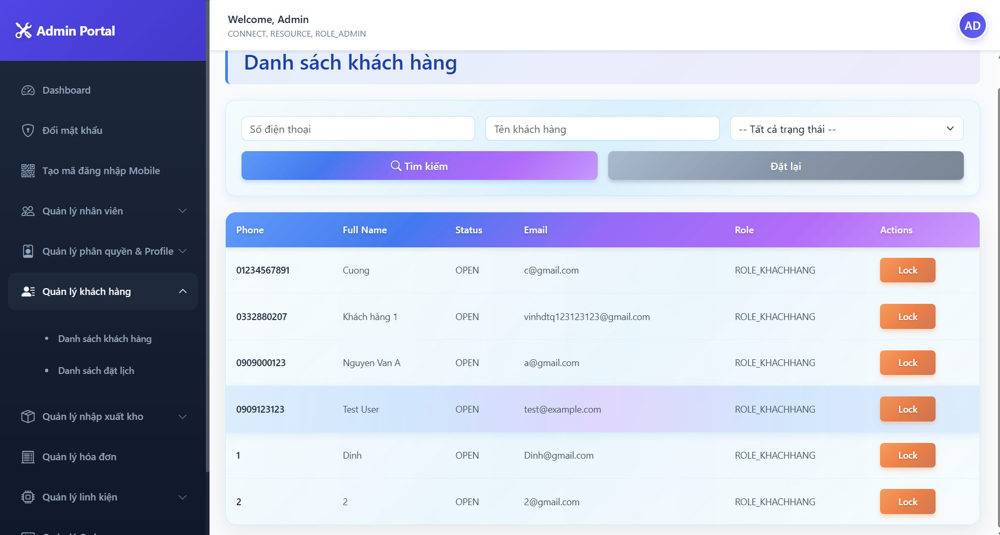 Admin Portal
Welcome, Admin
CONNECT, RESOURCE, ROLE_ADMIN
AD
Dashboard
Đổi mật khẩu
Tạo mã đăng nhập Mobile
Quản lý nhân viên
Quản lý phân quyền & Profile
Quản lý khách hàng
Danh sách khách hàng
Danh sách đặt lịch
Quản lý nhập xuất kho
Quản lý hóa đơn
Quản lý linh kiện
Danh sách khách hàng
Số điện thoại
Tên khách hàng
-- Tất cả trạng thái --
Tìm kiếm
Đặt lại
Phone Full Name Status Email Role Actions
01234567891 Cuong OPEN c@gmail.com ROLE_KHACHHANG Lock
0332880207 Khách hàng 1 OPEN vinhdtq123123123@gmail.com ROLE_KHACHHANG Lock
0909000123 Nguyen Van A OPEN a@gmail.com ROLE_KHACHHANG Lock
0909123123 Test User OPEN test@example.com ROLE_KHACHHANG Lock
1 Dinh OPEN Dinh@gmail.com ROLE_KHACHHANG Lock
2 2 OPEN 2@gmail.com ROLE_KHACHHANG Lock